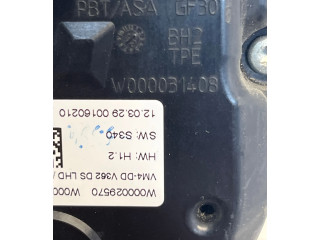 PBT/ASA GF30
BH2
TPE
W000031408
W000029570 W000
VM4-DD V362 DS LHD
HW: H1.2
SW: S340
12.03.29 00160210